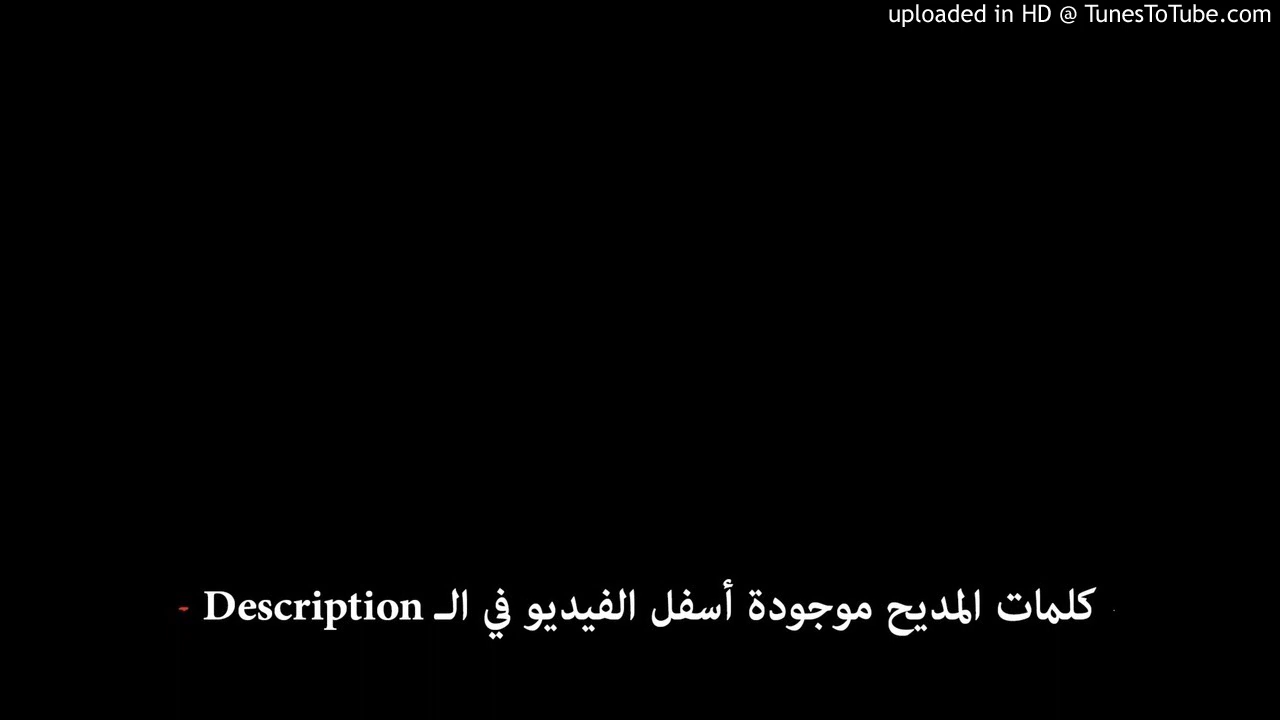 uploaded in HD @ TunesToTube.com
كلمات المديح موجودة أسفل الفيديو في الـ Description -